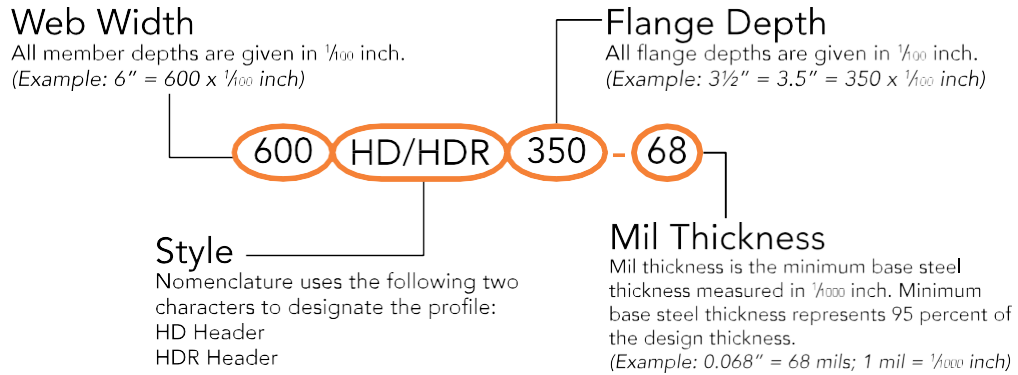 Web Width
All member depths are given in 1/100 inch.
(Example: 6" = 600 x 1/100 inch)
Flange Depth
All flange depths are given in 1/100 inch.
(Example: 3½" = 3.5" = 350 x 1/100 inch)
600 HD/HDR 350 - 68
Style
Nomenclature uses the following two
characters to designate the profile:
HD Header
HDR Header
Mil Thickness
Mil thickness is the minimum base steel
thickness measured in 1/1000 inch. Minimum
base steel thickness represents 95 percent of
the design thickness.
(Example: 0.068" = 68 mils; 1 mil = 1/1000 inch)